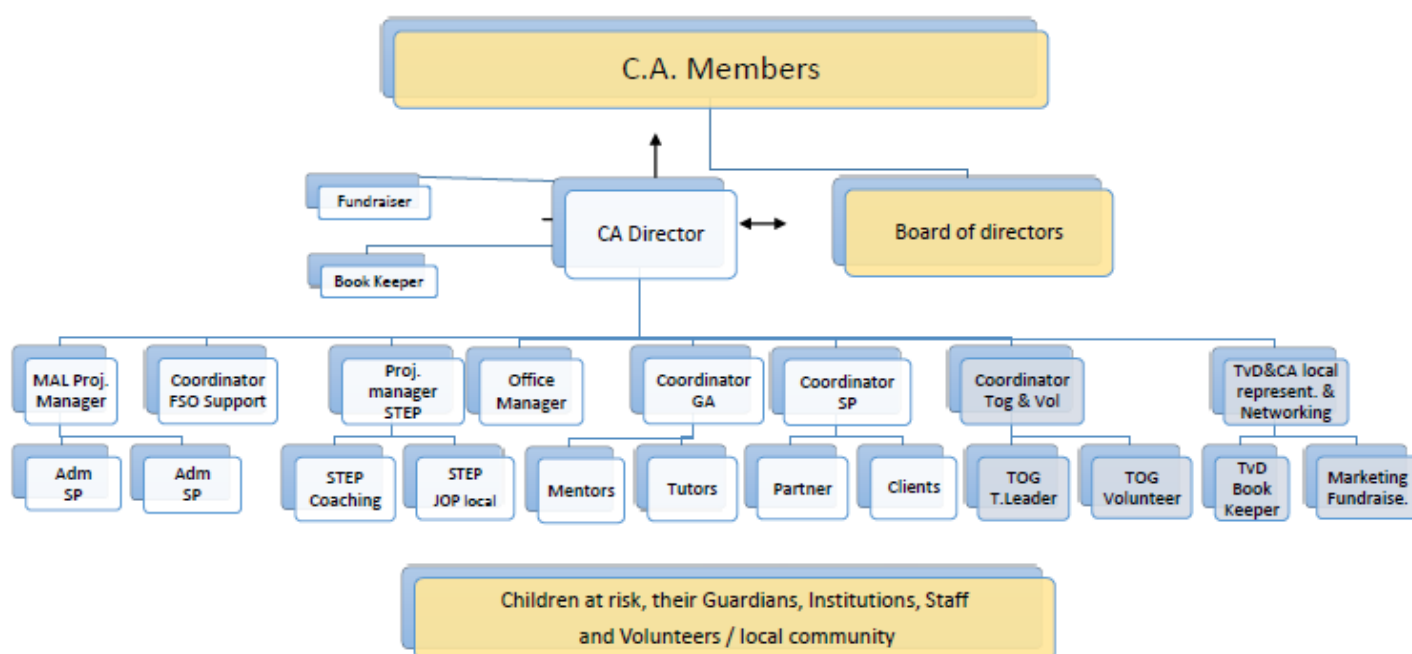 C.A. Members
Fundraiser
CA Director
Board of directors
Book Keeper
MAL Proj.
Manager
Coordinator
FSO Support
Proj.
manager
STEP
Office
Manager
Coordinator
GA
Coordinator
SP
Coordinator
Tog & Vol
TvD&CA local
represent. &
Networking
Adm
SP
Adm
SP
STEP
Coaching
STEP
JOP local
Mentors
Tutors
Partner
Clients
TOG
T.Leader
TOG
Volunteer
TvD
Book
Keeper
Marketing
Fundraise.
Children at risk, their Guardians, Institutions, Staff
and Volunteers / local community